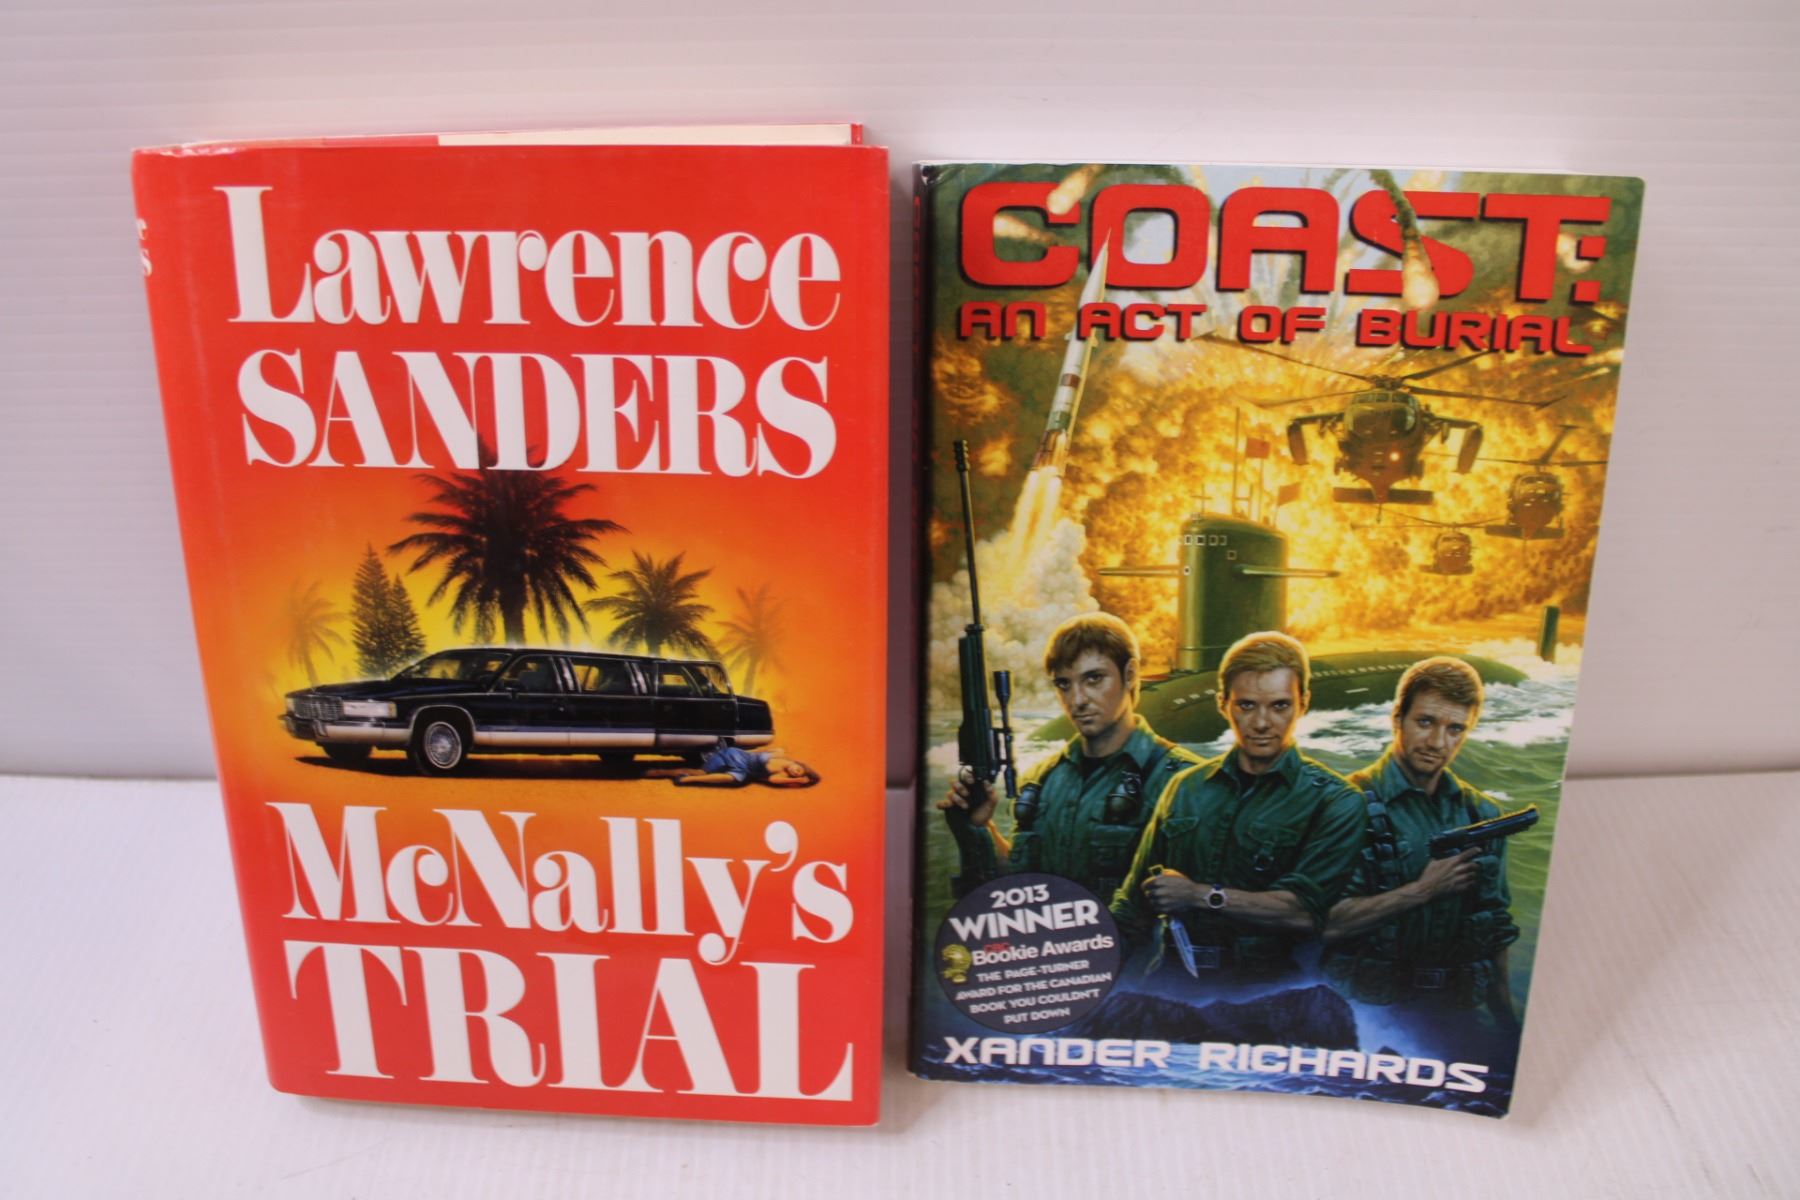 Lawrence
SANDERS
McNally's
TRIAL
COAST:
AN ACT OF BURIAL
2013
WINNER
CBC
Bookie Awards
THE PAGE-TURNER
AWARD FOR THE CANADIAN
BOOK YOU COULDN'T
PUT DOWN
XANDER RICHARDS